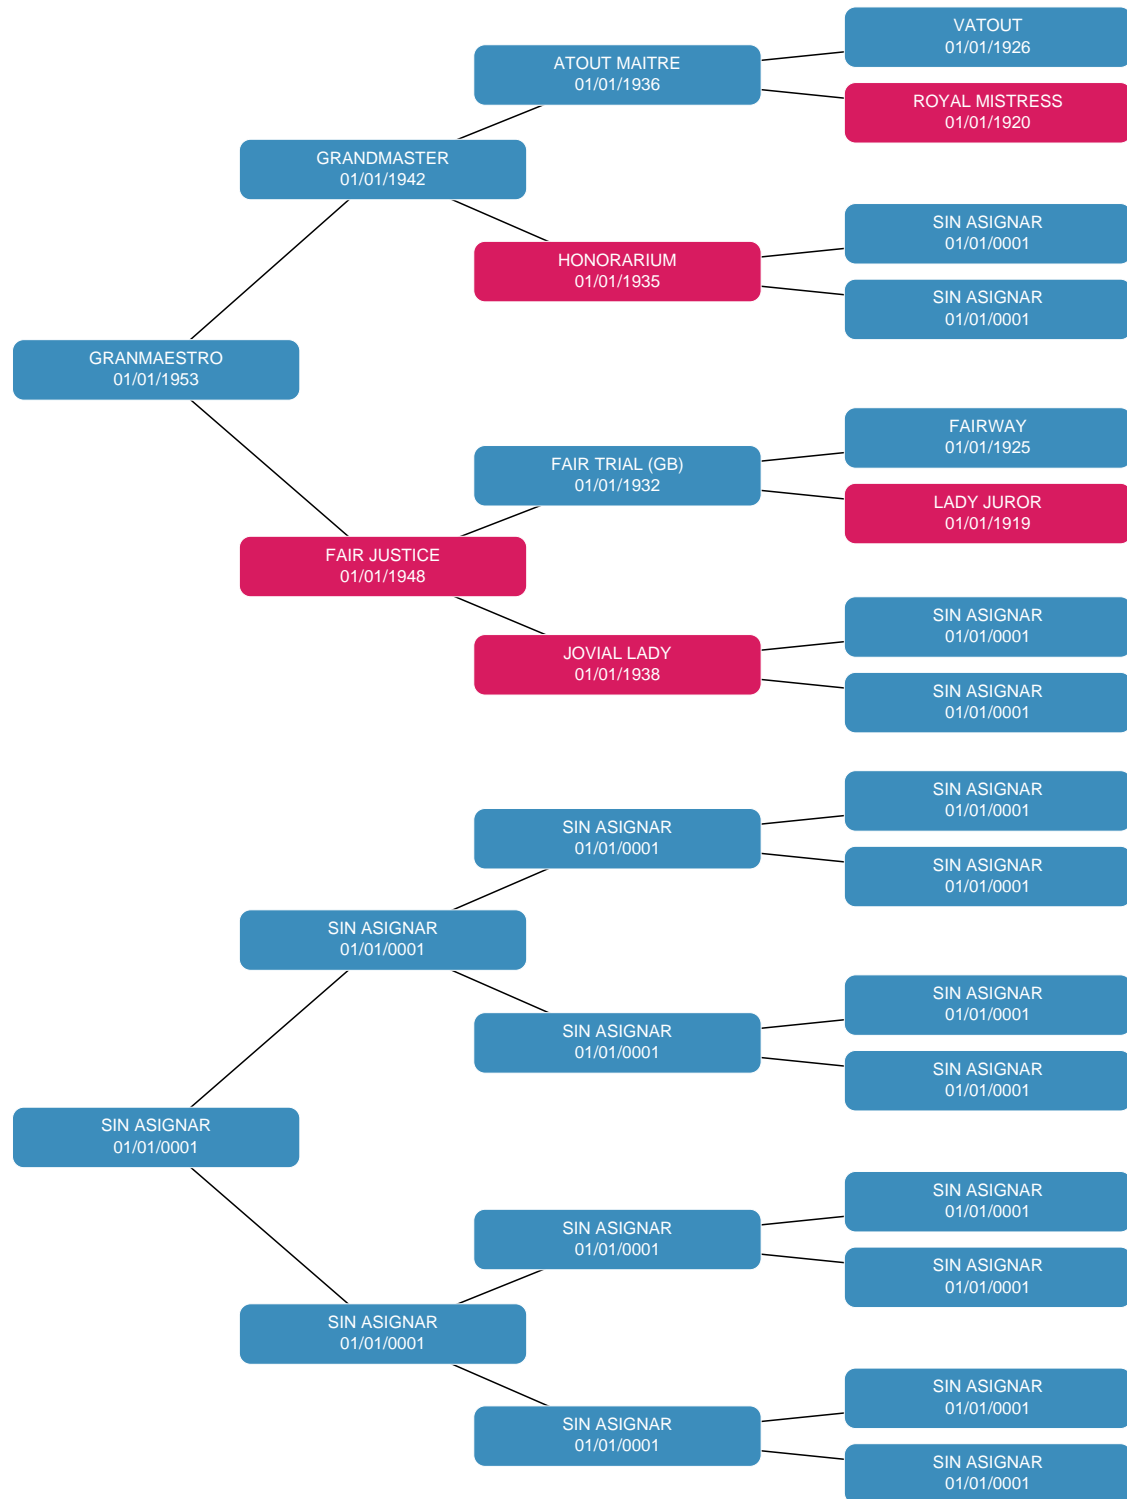 VATOUT
01/01/1926
ATOUT MAITRE
01/01/1936
ROYAL MISTRESS
01/01/1920
GRANDMASTER
01/01/1942
SIN ASIGNAR
01/01/0001
HONORARIUM
01/01/1935
SIN ASIGNAR
01/01/0001
GRANMAESTRO
01/01/1953
FAIRWAY
01/01/1925
FAIR TRIAL (GB)
01/01/1932
LADY JUROR
01/01/1919
FAIR JUSTICE
01/01/1948
SIN ASIGNAR
01/01/0001
JOVIAL LADY
01/01/1938
SIN ASIGNAR
01/01/0001
SIN ASIGNAR
01/01/0001
SIN ASIGNAR
01/01/0001
SIN ASIGNAR
01/01/0001
SIN ASIGNAR
01/01/0001
SIN ASIGNAR
01/01/0001
SIN ASIGNAR
01/01/0001
SIN ASIGNAR
01/01/0001
SIN ASIGNAR
01/01/0001
SIN ASIGNAR
01/01/0001
SIN ASIGNAR
01/01/0001
SIN ASIGNAR
01/01/0001
SIN ASIGNAR
01/01/0001
SIN ASIGNAR
01/01/0001
SIN ASIGNAR
01/01/0001
SIN ASIGNAR
01/01/0001